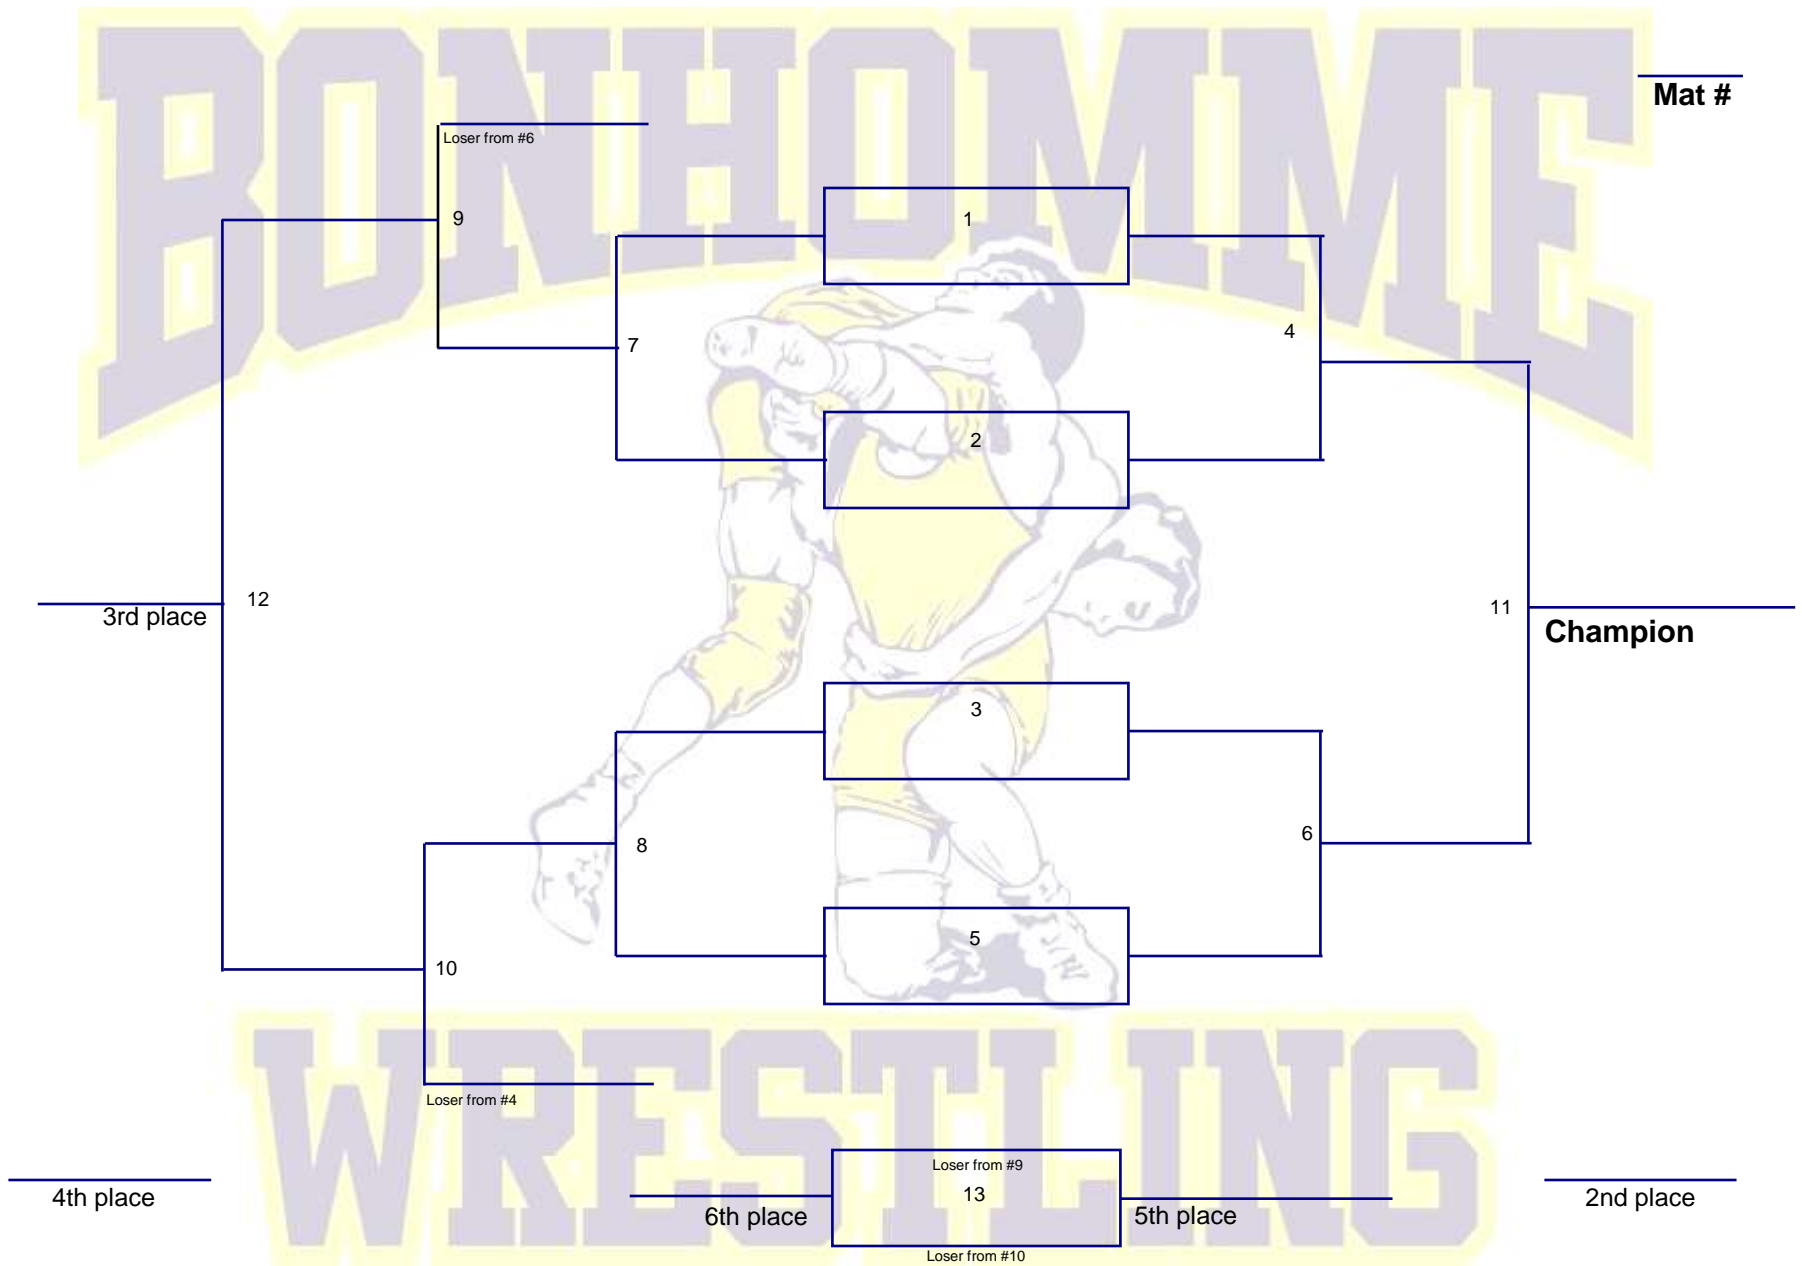 BONHOMME
Mat #
Loser from #6
9
1
7
4
2
12
3rd place
11
Champion
3
8
6
5
10
Loser from #4
WRESTLING
Loser from #9
4th place
6th place
13
5th place
2nd place
Loser from #10